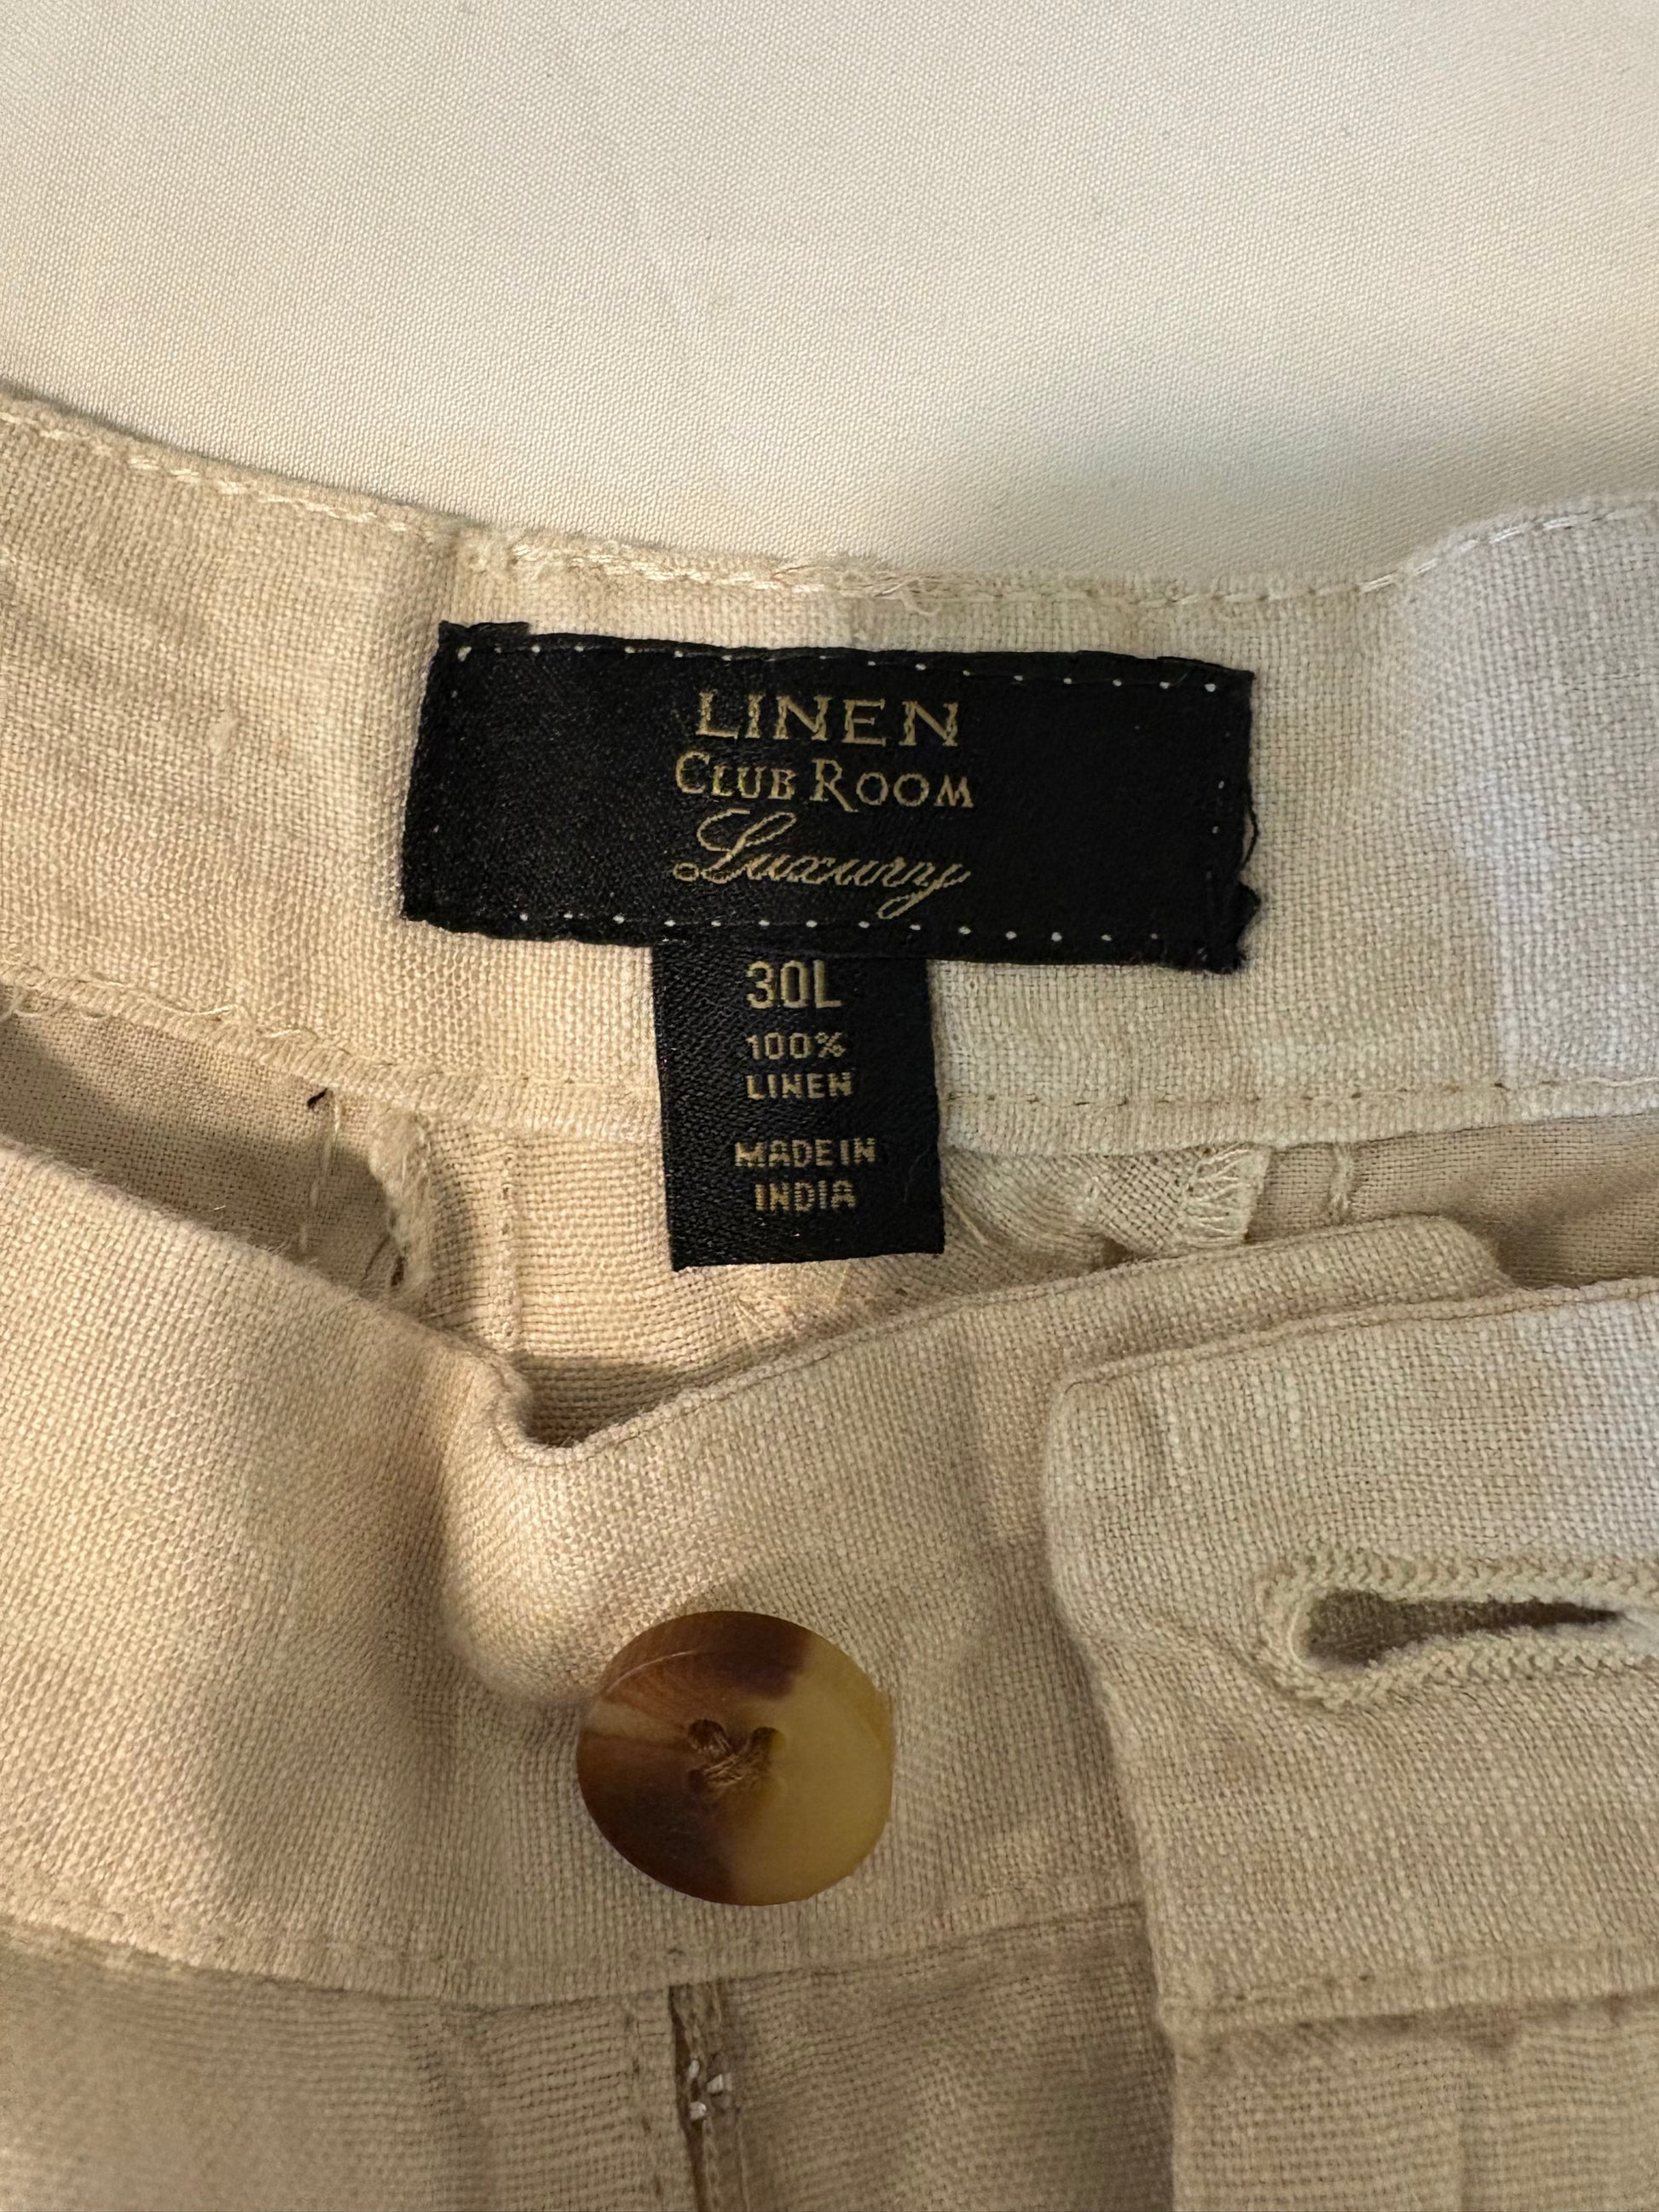 LINEN
CLUB ROOM
Luxury
30L
100%
LINEN
MADE IN
INDIA